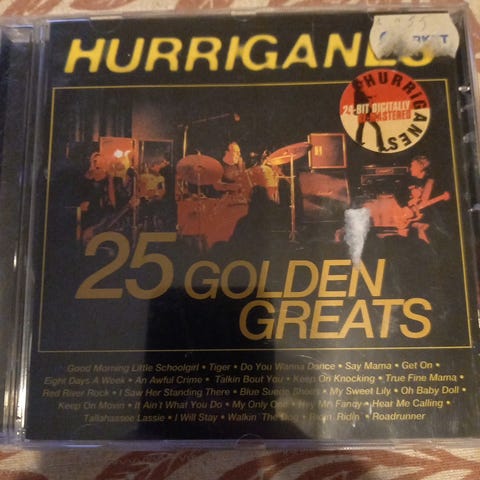 HURRIGANES
24-BIT DIGITALLY
RE-MASTERED
HURRIGANES
25 GOLDEN
GREATS
Good Morning Little Schoolgirl • Tiger • Do You Wanna Dance • Say Mama • Get On •
Eight Days A Week • An Awful Crime • Talkin Bout You • Keep On Knocking • True Fine Mama •
Red River Rock • I Saw Her Standing There • Blue Suede Shoes • My Sweet Lily • Oh Baby Doll •
Keep On Movin • It Ain't What You Do • My Only One • Hey Mr. Fancy • Hear Me Calling •
Tallahassee Lassie • I Will Stay • Walkin' The Dog • Ridin' • Roadrunner